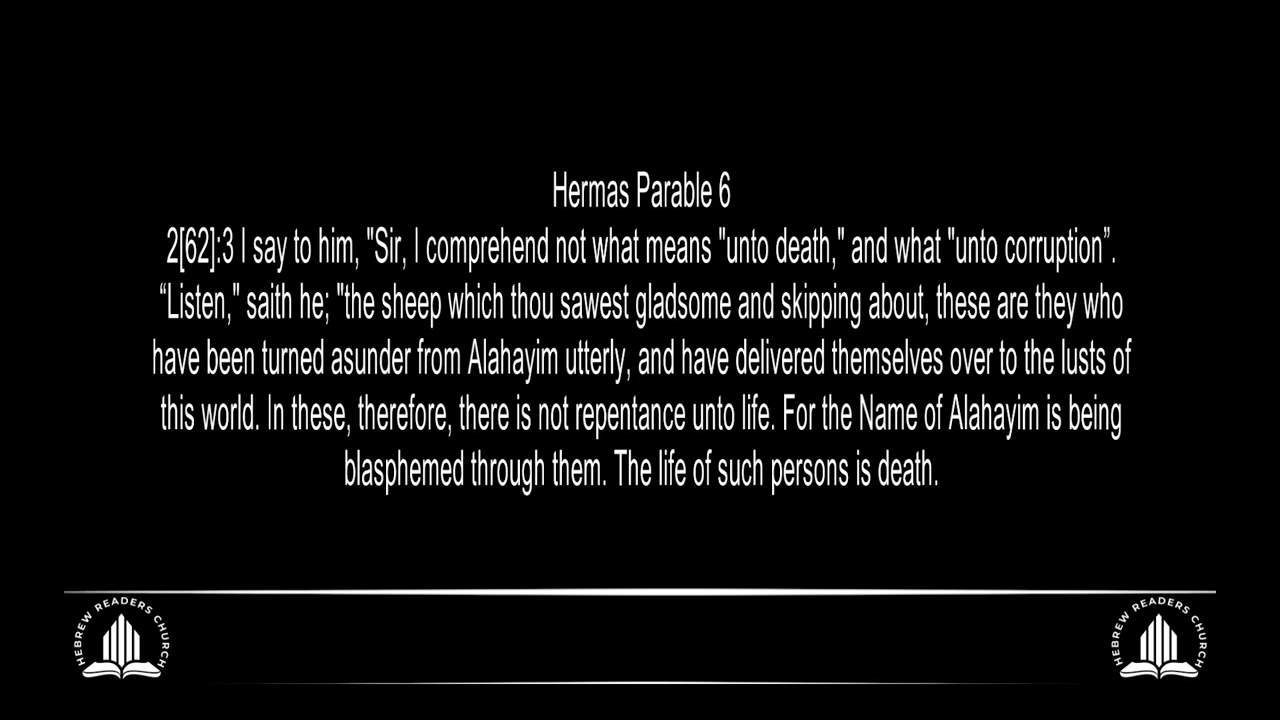 Hermas Parable 6
2[62]:3 I say to him, "Sir, I comprehend not what means "unto death," and what "unto corruption”.
“Listen," saith he; "the sheep which thou sawest gladsome and skipping about, these are they who
have been turned asunder from Alahayim utterly, and have delivered themselves over to the lusts of
this world. In these, therefore, there is not repentance unto life. For the Name of Alahayim is being
blasphemed through them. The life of such persons is death.
HEBREW READERS CHURCH
HEBREW READERS CHURCH